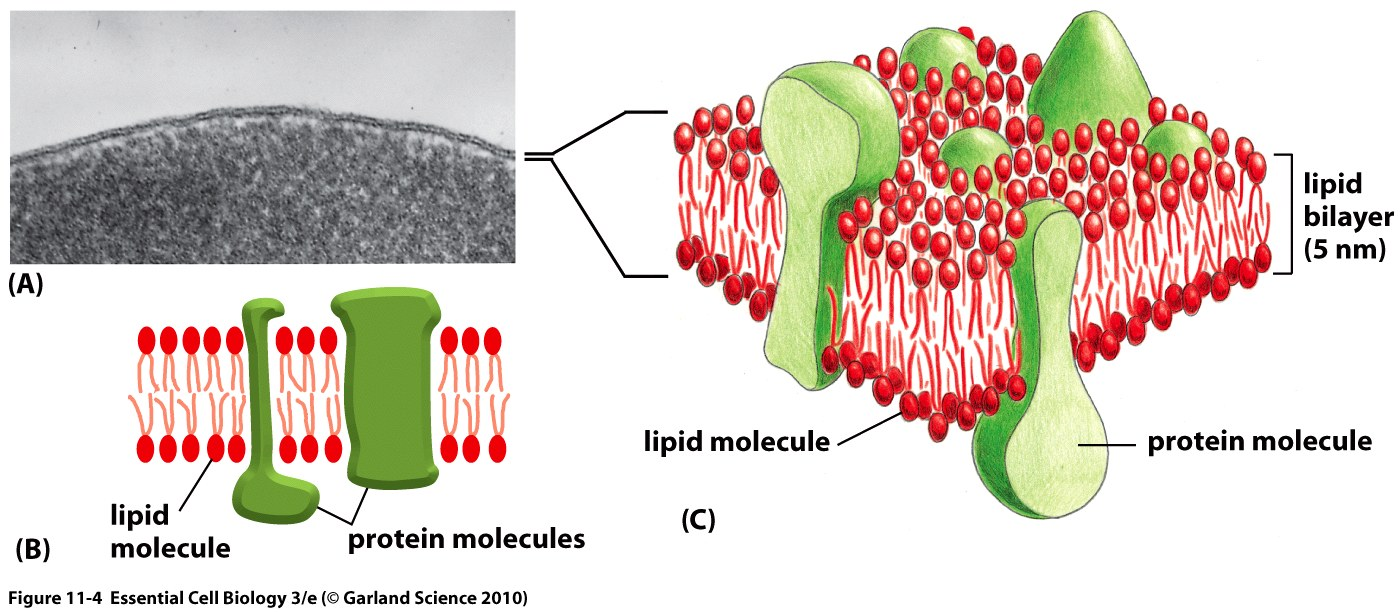 (A)
lipid
bilayer
(5 nm)
lipid molecule
protein molecule
(C)
lipid
molecule
protein molecules
(B)
Figure 11-4 Essential Cell Biology 3/e (© Garland Science 2010)